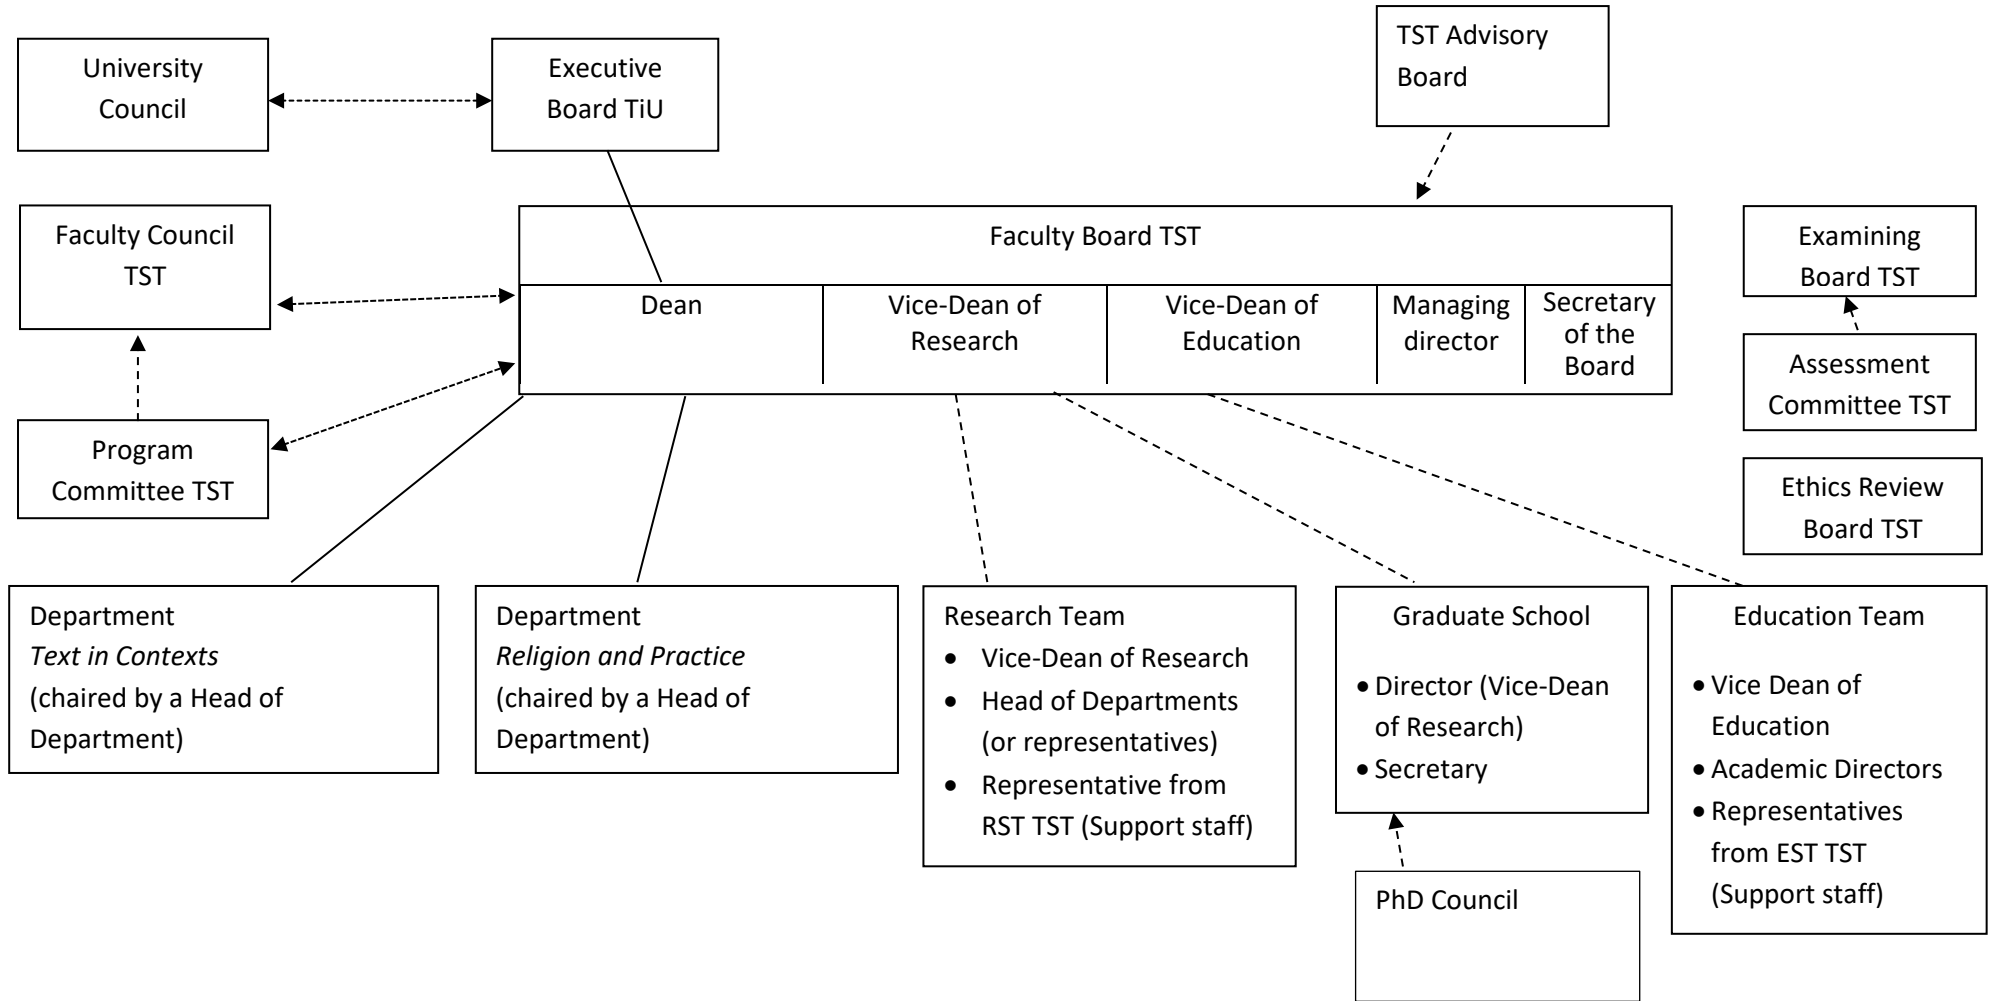 University
Council
Executive
Board TiU
TST Advisory
Board
Faculty Council
TST
Faculty Board TST
Examining
Board TST
Dean
Vice-Dean of
Research
Vice-Dean of
Education
Managing
director
Secretary
of the
Board
Assessment
Committee TST
Program
Committee TST
Ethics Review
Board TST
Department
Text in Contexts
(chaired by a Head of
Department)
Department
Religion and Practice
(chaired by a Head of
Department)
Research Team
• Vice-Dean of Research
• Head of Departments
(or representatives)
• Representative from
RST TST (Support staff)
Graduate School
• Director (Vice-Dean
of Research)
• Secretary
Education Team
• Vice Dean of
Education
• Academic Directors
• Representatives
from EST TST
(Support staff)
PhD Council